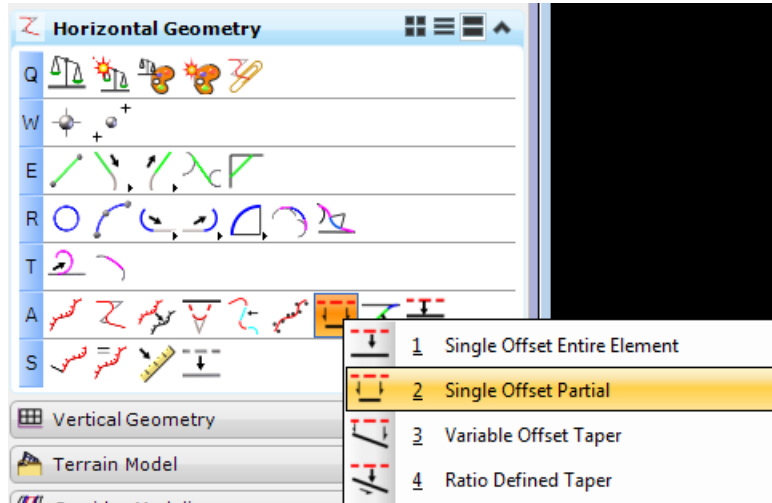 Horizontal Geometry
Q
W
E
R
T
A
S
1 Single Offset Entire Element
2 Single Offset Partial
3 Variable Offset Taper
4 Ratio Defined Taper
Vertical Geometry
Terrain Model